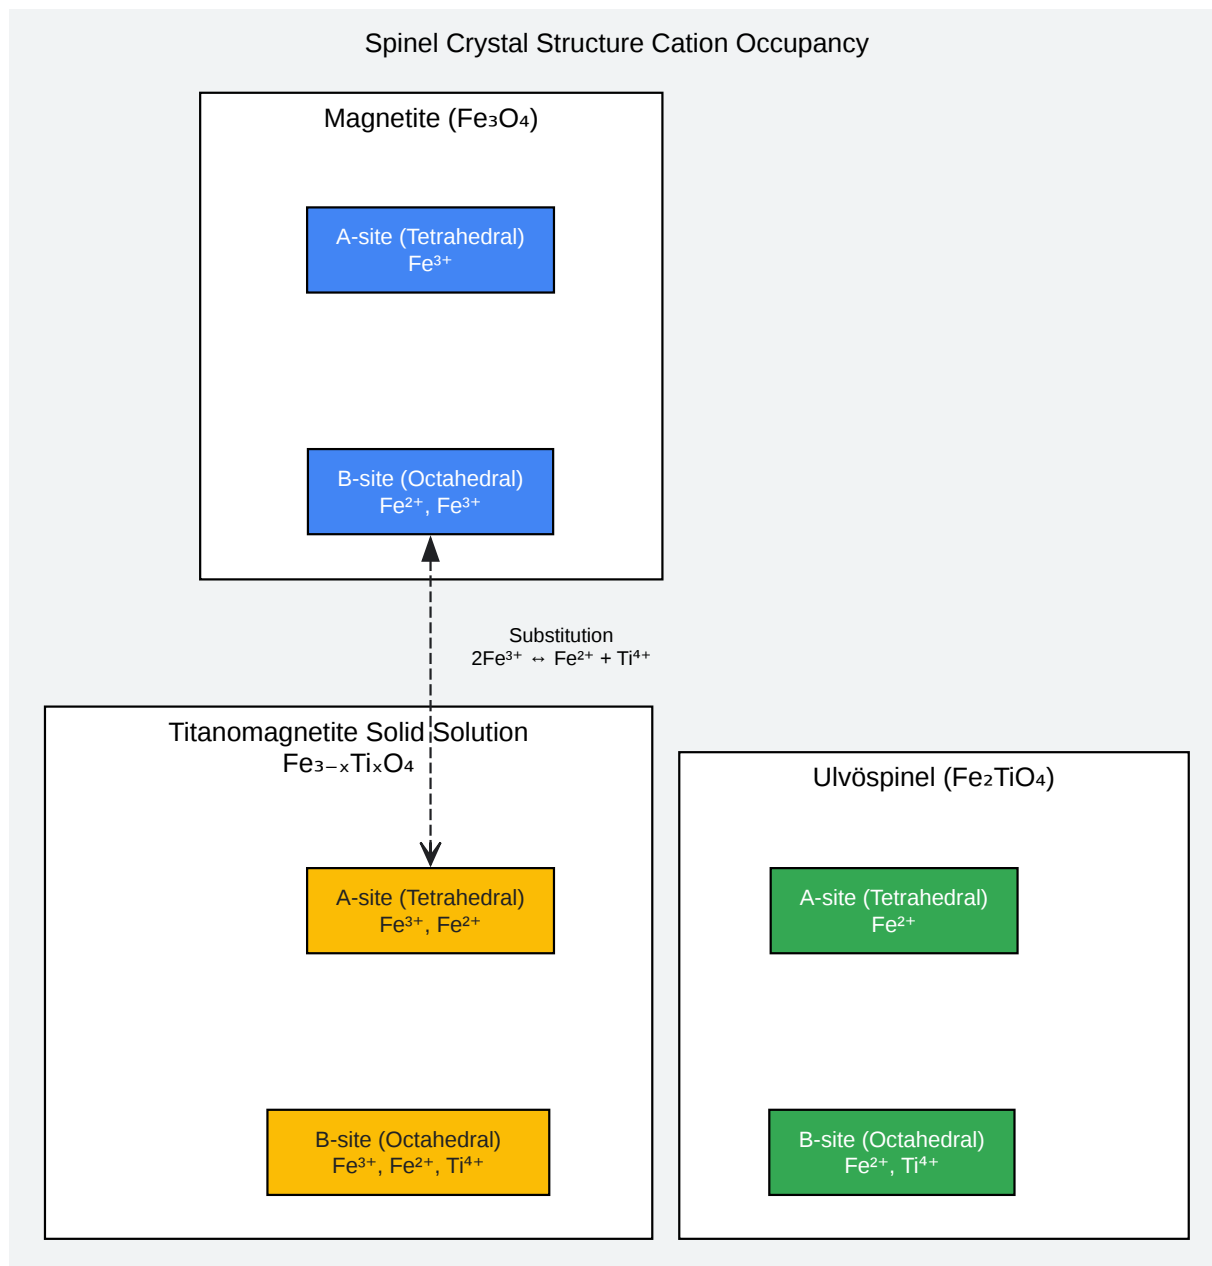 Spinel Crystal Structure Cation Occupancy
Magnetite (Fe₃O₄)
A-site (Tetrahedral)
Fe³⁺
B-site (Octahedral)
Fe²⁺, Fe³⁺
Substitution
2Fe³⁺ ↔ Fe²⁺ + Ti⁴⁺
Titanomagnetite Solid Solution
Fe₃₋ₓTiₓO₄
A-site (Tetrahedral)
Fe³⁺, Fe²⁺
B-site (Octahedral)
Fe³⁺, Fe²⁺, Ti⁴⁺
Ulvöspinel (Fe₂TiO₄)
A-site (Tetrahedral)
Fe²⁺
B-site (Octahedral)
Fe²⁺, Ti⁴⁺